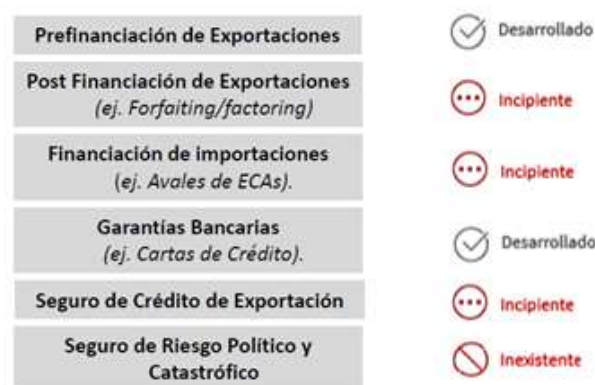 Prefinanciación de Exportaciones
Desarrollado
Post Financiación de Exportaciones
(ej. Forfaiting/factoring)
Incipiente
Financiación de importaciones
(ej. Avales de ECAs).
Incipiente
Garantías Bancarias
(ej. Cartas de Crédito).
Desarrollado
Seguro de Crédito de Exportación
Incipiente
Seguro de Riesgo Político y
Catastrófico
Inexistente